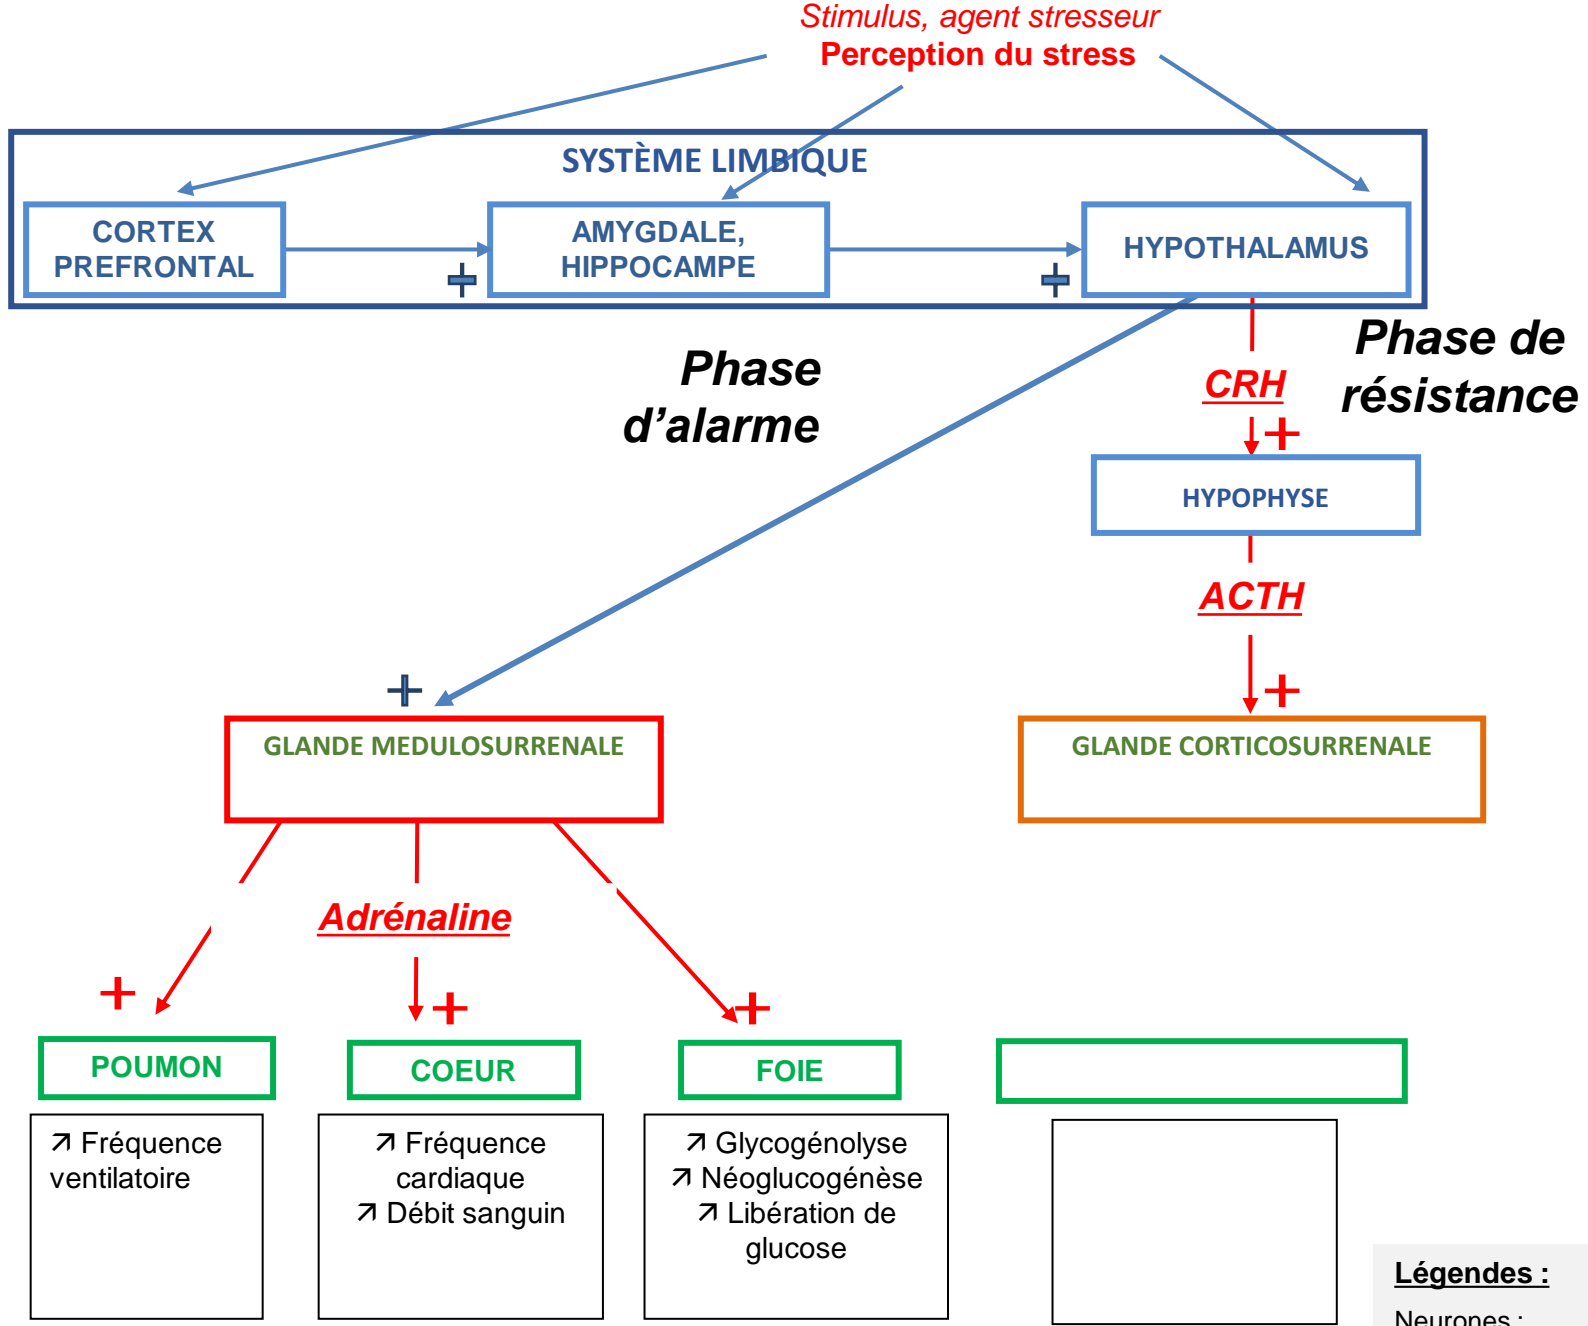 Stimulus, agent stresseur
Perception du stress
SYSTÈME LIMBIQUE
CORTEX
PREFRONTAL
AMYGDALE,
HIPPOCAMPE
HYPOTHALAMUS
Phase
d’alarme
Phase de
résistance
CRH
HYPOPHYSE
ACTH
GLANDE MEDULOSURRENALE
GLANDE CORTICOSURRENALE
Adrénaline
POUMON
COEUR
FOIE
↗ Fréquence
ventilatoire
↗ Fréquence
cardiaque
↗ Débit sanguin
↗ Glycogénolyse
↗ Néoglucogénèse
↗ Libération de
glucose
Légendes :
Neurones :